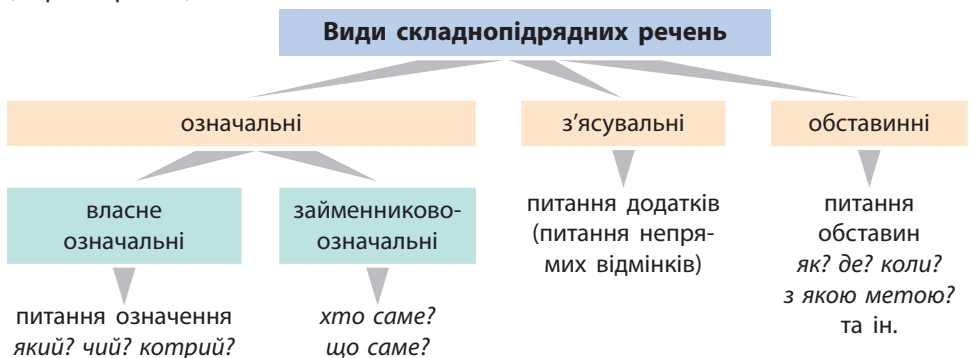 Види складнопідрядних речень
означальні
з'ясувальні
обставинні
власне
означальні
займенниково-
означальні
питання додатків
(питання непря-
мих відмінків)
питання
обставин
як? де? коли?
з якою метою?
та ін.
питання означення
який? чий? котрий?
хто саме?
що саме?